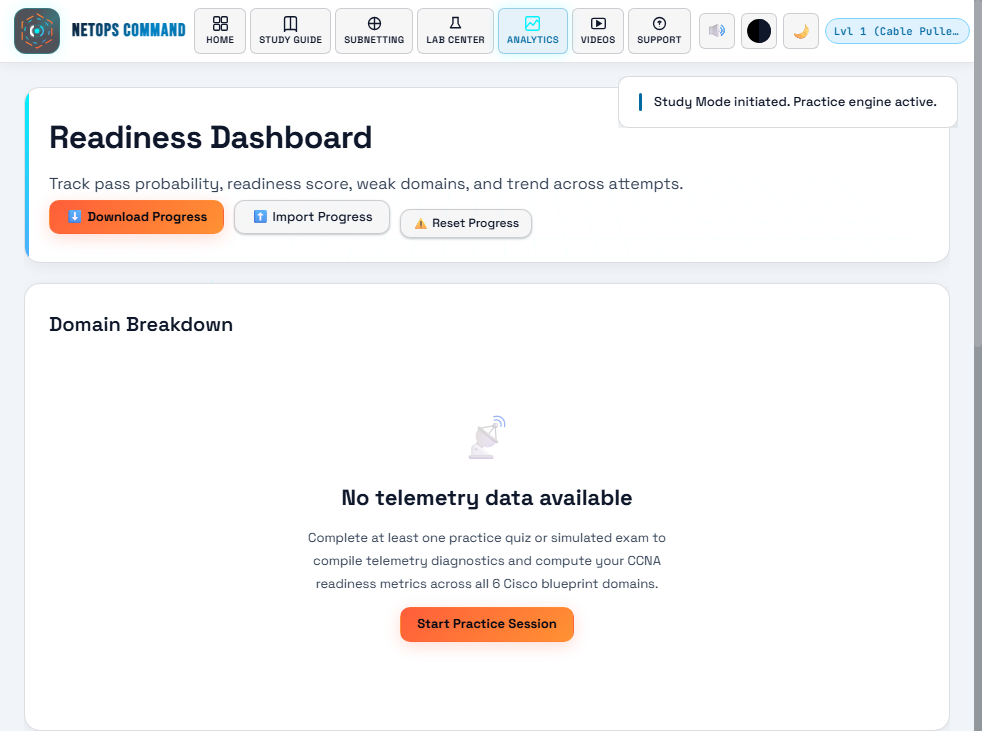 NETOPS COMMAND
HOME
STUDY GUIDE
SUBNETTING
LAB CENTER
ANALYTICS
VIDEOS
SUPPORT
Lvl 1 (Cable Pulle…
Study Mode initiated. Practice engine active.
Readiness Dashboard
Track pass probability, readiness score, weak domains, and trend across attempts.
Download Progress
Import Progress
Reset Progress
Domain Breakdown
No telemetry data available
Complete at least one practice quiz or simulated exam to
compile telemetry diagnostics and compute your CCNA
readiness metrics across all 6 Cisco blueprint domains.
Start Practice Session